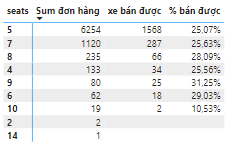 seats Sum đơn hàng xe bán được % bán được
5 6254 1568 25,07%
7 1120 287 25,63%
8 235 66 28,09%
4 133 34 25,56%
9 80 25 31,25%
6 62 18 29,03%
10 19 2 10,53%
2 2
14 1